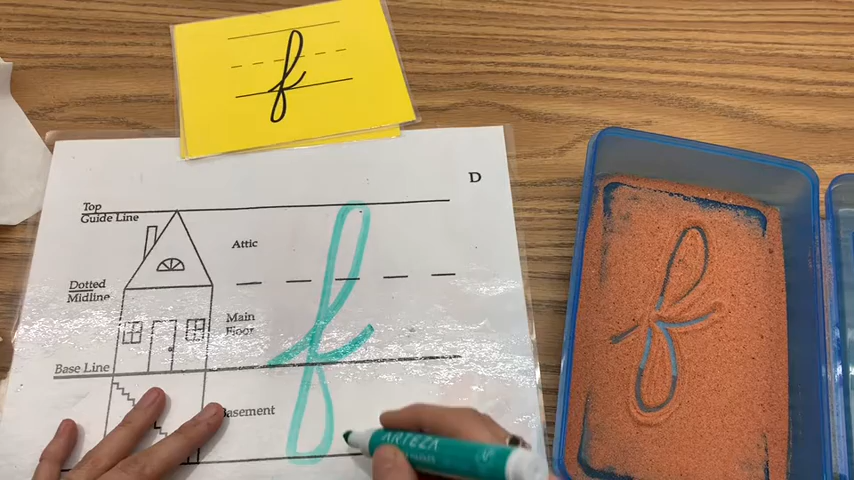 f
D
Top
Guide Line
Attic
Dotted
Midline
Main
Floor
f
f
Base Line
Basement
ARTEZA